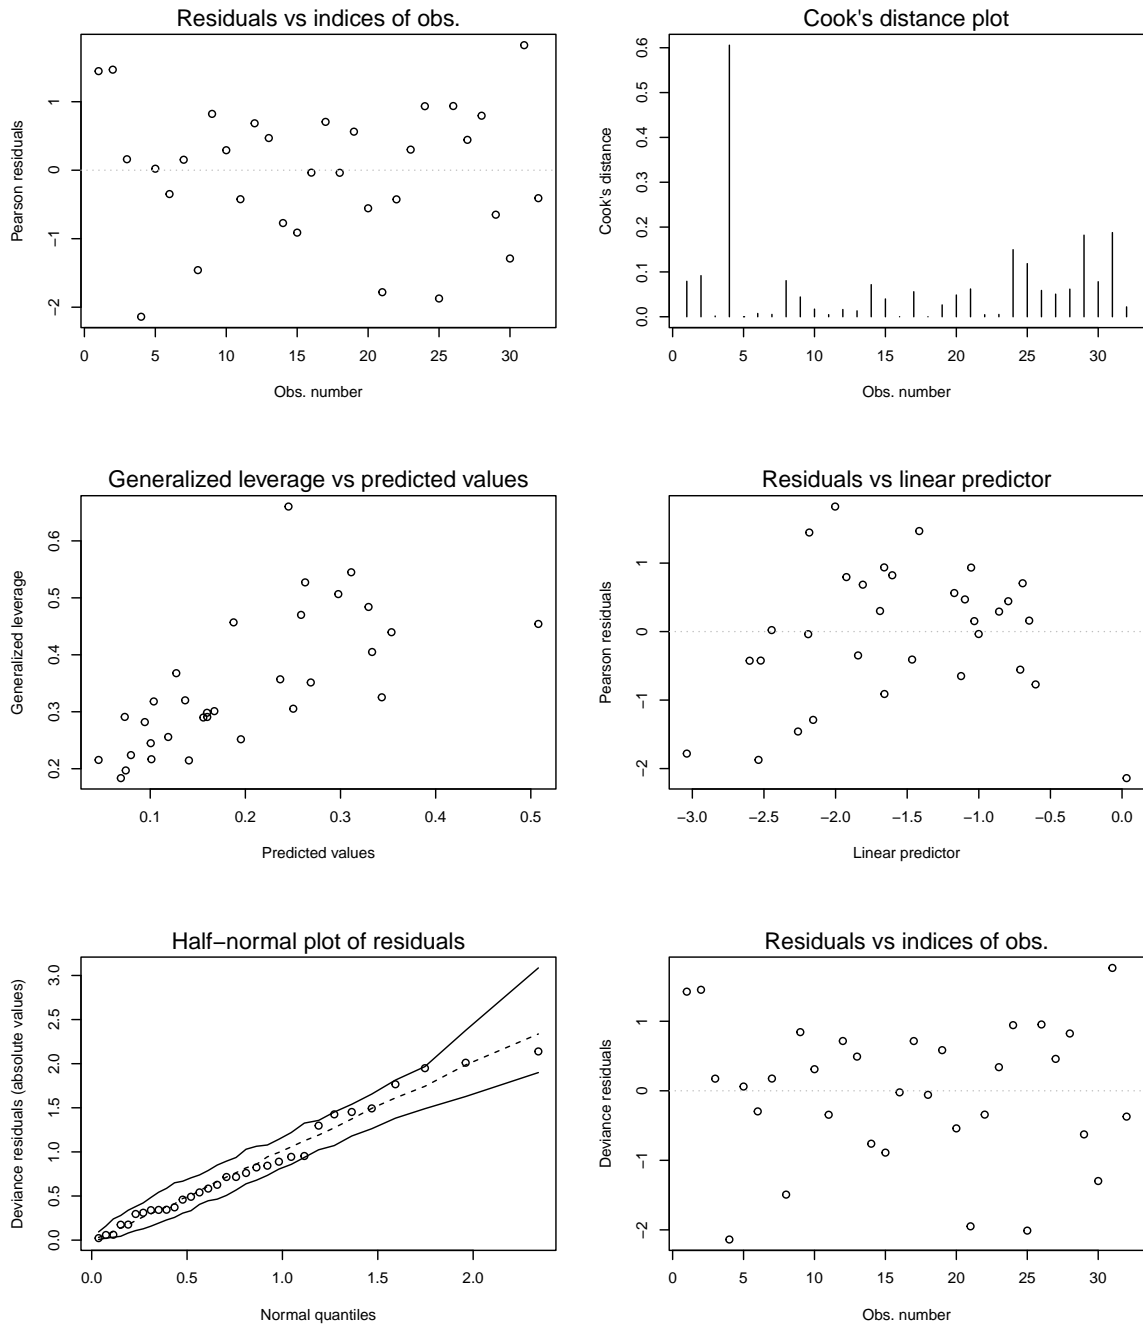 Residuals vs indices of obs.
Pearson residuals
1
0
−1
−2
0 5 10 15 20 25 30
Obs. number
Cook's distance plot
Cook's distance
0.6
0.5
0.4
0.3
0.2
0.1
0.0
0 5 10 15 20 25 30
Obs. number
Generalized leverage vs predicted values
Generalized leverage
0.6
0.5
0.4
0.3
0.2
0.1 0.2 0.3 0.4 0.5
Predicted values
Residuals vs linear predictor
Pearson residuals
1
0
−1
−2
−3.0 −2.5 −2.0 −1.5 −1.0 −0.5 0.0
Linear predictor
Half−normal plot of residuals
Deviance residuals (absolute values)
3.0
2.5
2.0
1.5
1.0
0.5
0.0
0.0 0.5 1.0 1.5 2.0
Normal quantiles
Residuals vs indices of obs.
Deviance residuals
1
0
−1
−2
0 5 10 15 20 25 30
Obs. number